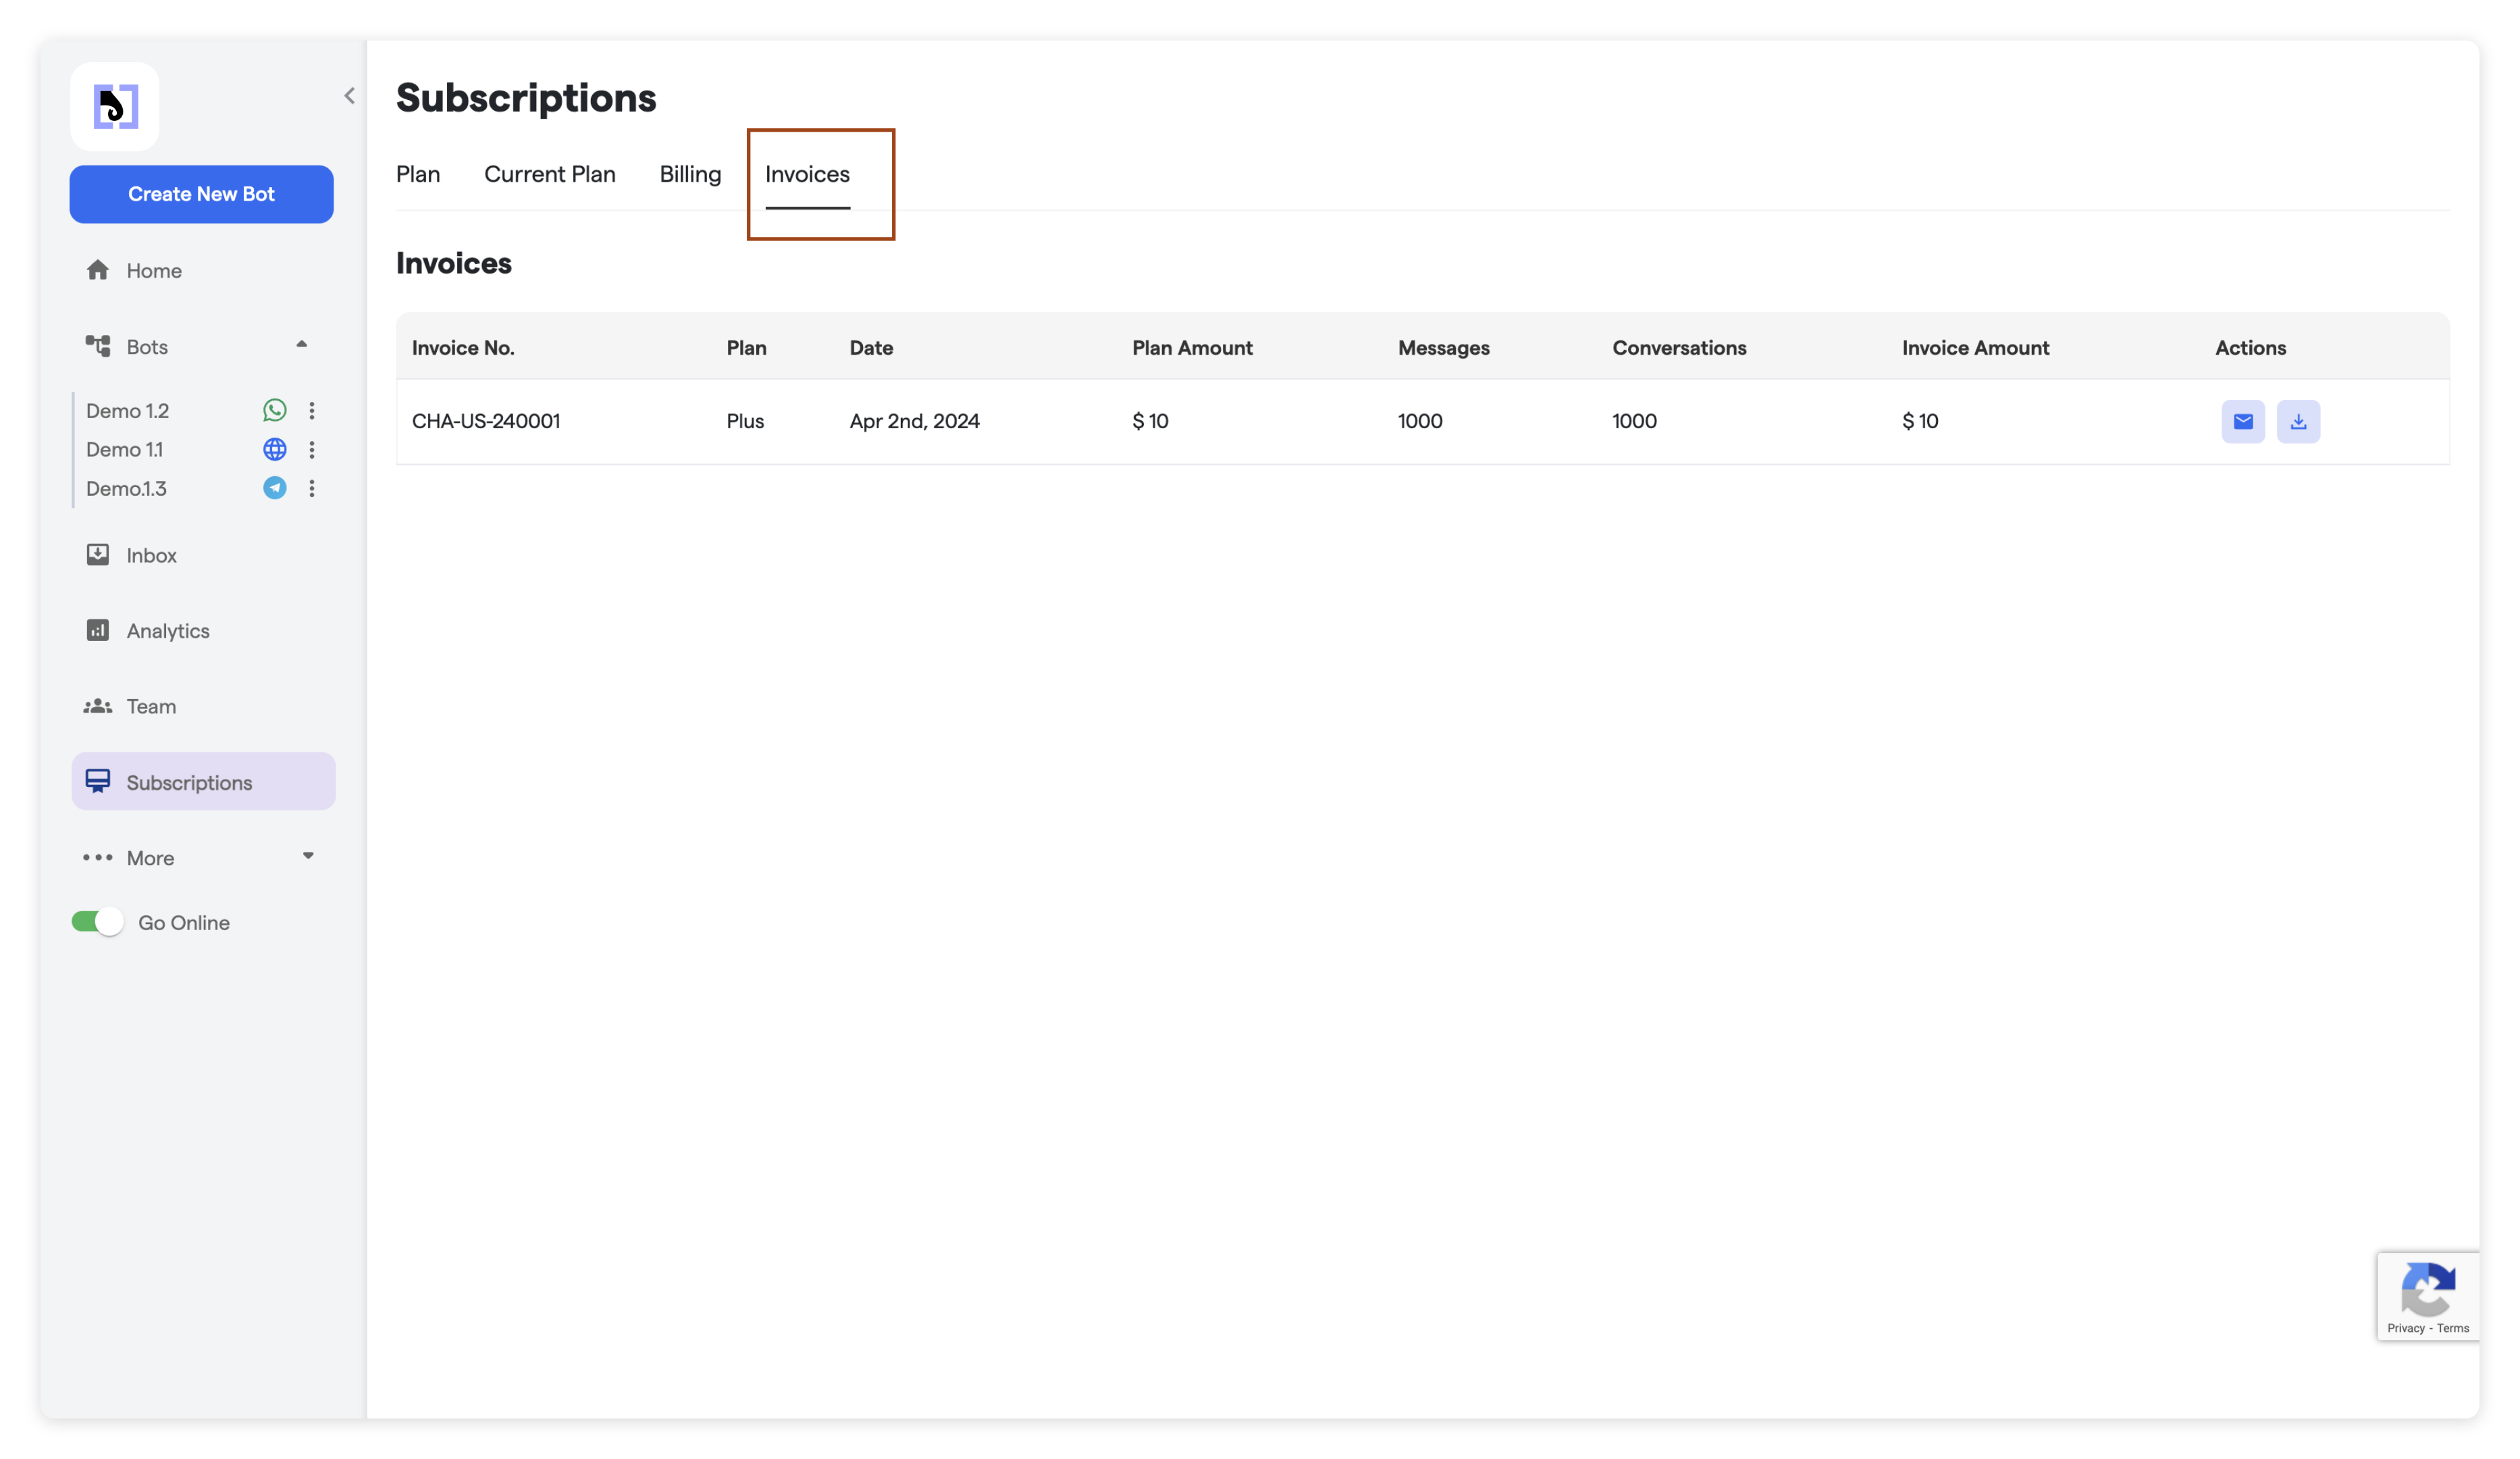 Create New Bot
Home
Bots
Demo 1.2
Demo 1.1
Demo.1.3
Inbox
Analytics
Team
Subscriptions
More
Go Online
Subscriptions
Plan Current Plan Billing Invoices
Invoices
Invoice No. Plan Date Plan Amount Messages Conversations Invoice Amount Actions
CHA-US-240001 Plus Apr 2nd, 2024 $ 10 1000 1000 $ 10
Privacy - Terms